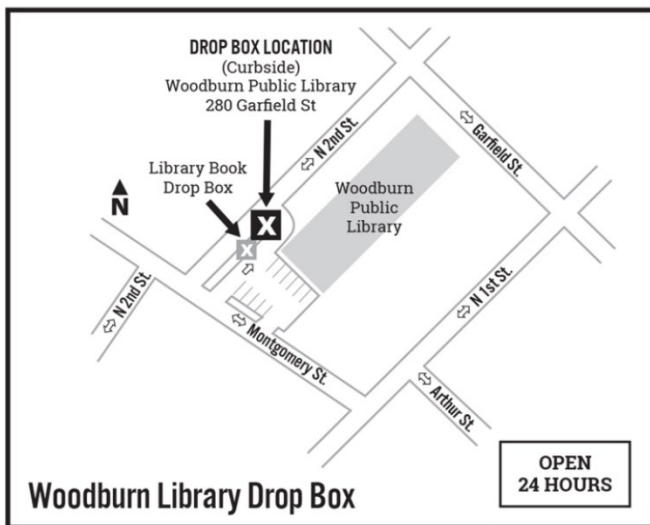 DROP BOX LOCATION
(Curbside)
Woodburn Public Library
280 Garfield St
Library Book
Drop Box
N
X
X
N 2nd St.
Garfield St.
Woodburn
Public
Library
N 2nd St.
Montgomery St.
N 1st St.
Arthur St.
Woodburn Library Drop Box
OPEN
24 HOURS